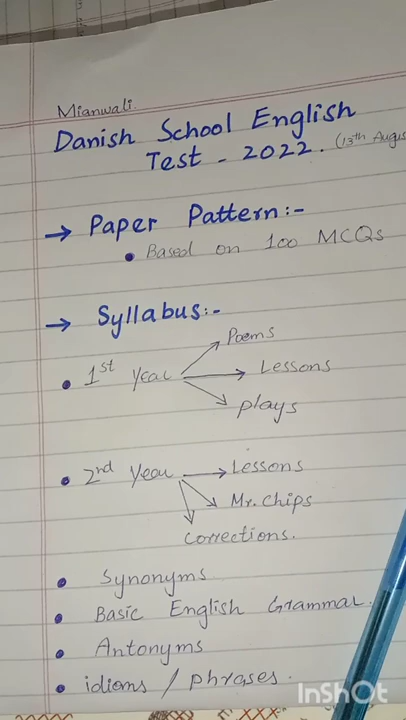 Mianwali
Danish School English
Test - 2022. (13th Augus
→ Paper Pattern:-
• Based on 100 MCQs
→ Syllabus:-
Poems
• 1st Year → Lessons
Plays
• 2nd Year → Lessons
Mr. Chips
Corrections.
• Synonyms
• Basic English Grammar.
• Antonyms
• idioms / phrases.
InShOt